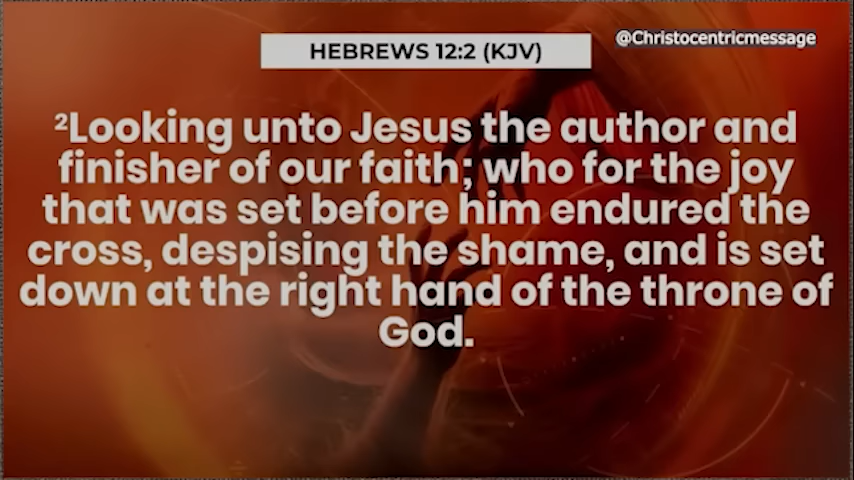 HEBREWS 12:2 (KJV)
@Christocentricmessage
²Looking unto Jesus the author and
finisher of our faith; who for the joy
that was set before him endured the
cross, despising the shame, and is set
down at the right hand of the throne of
God.